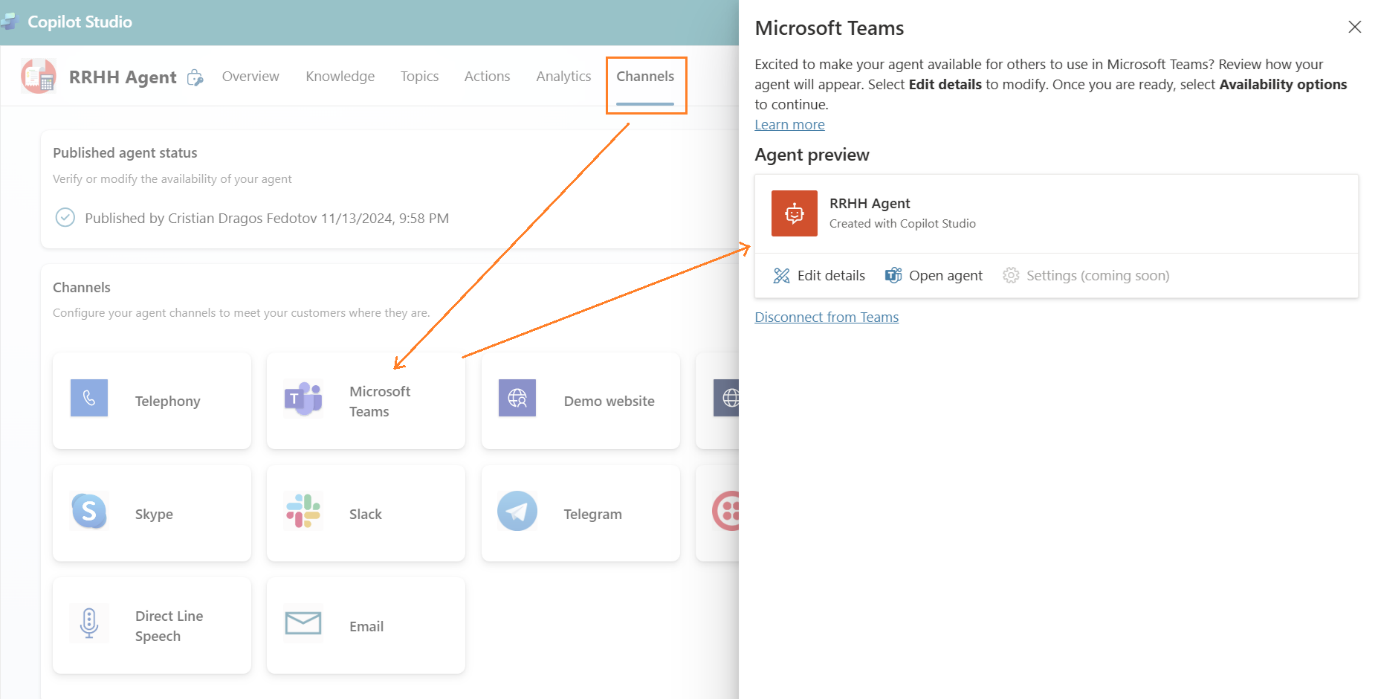 Copilot Studio
RRHH Agent
Overview
Knowledge
Topics
Actions
Analytics
Channels
Published agent status
Verify or modify the availability of your agent
Published by Cristian Dragos Fedotov 11/13/2024, 9:58 PM
Channels
Configure your agent channels to meet your customers where they are.
Telephony
Microsoft
Teams
Demo website
Skype
Slack
Telegram
Direct Line
Speech
Email
Microsoft Teams
Excited to make your agent available for others to use in Microsoft Teams? Review how your
agent will appear. Select Edit details to modify. Once you are ready, select Availability options
to continue.
Learn more
Agent preview
RRHH Agent
Created with Copilot Studio
Edit details
Open agent
Settings (coming soon)
Disconnect from Teams